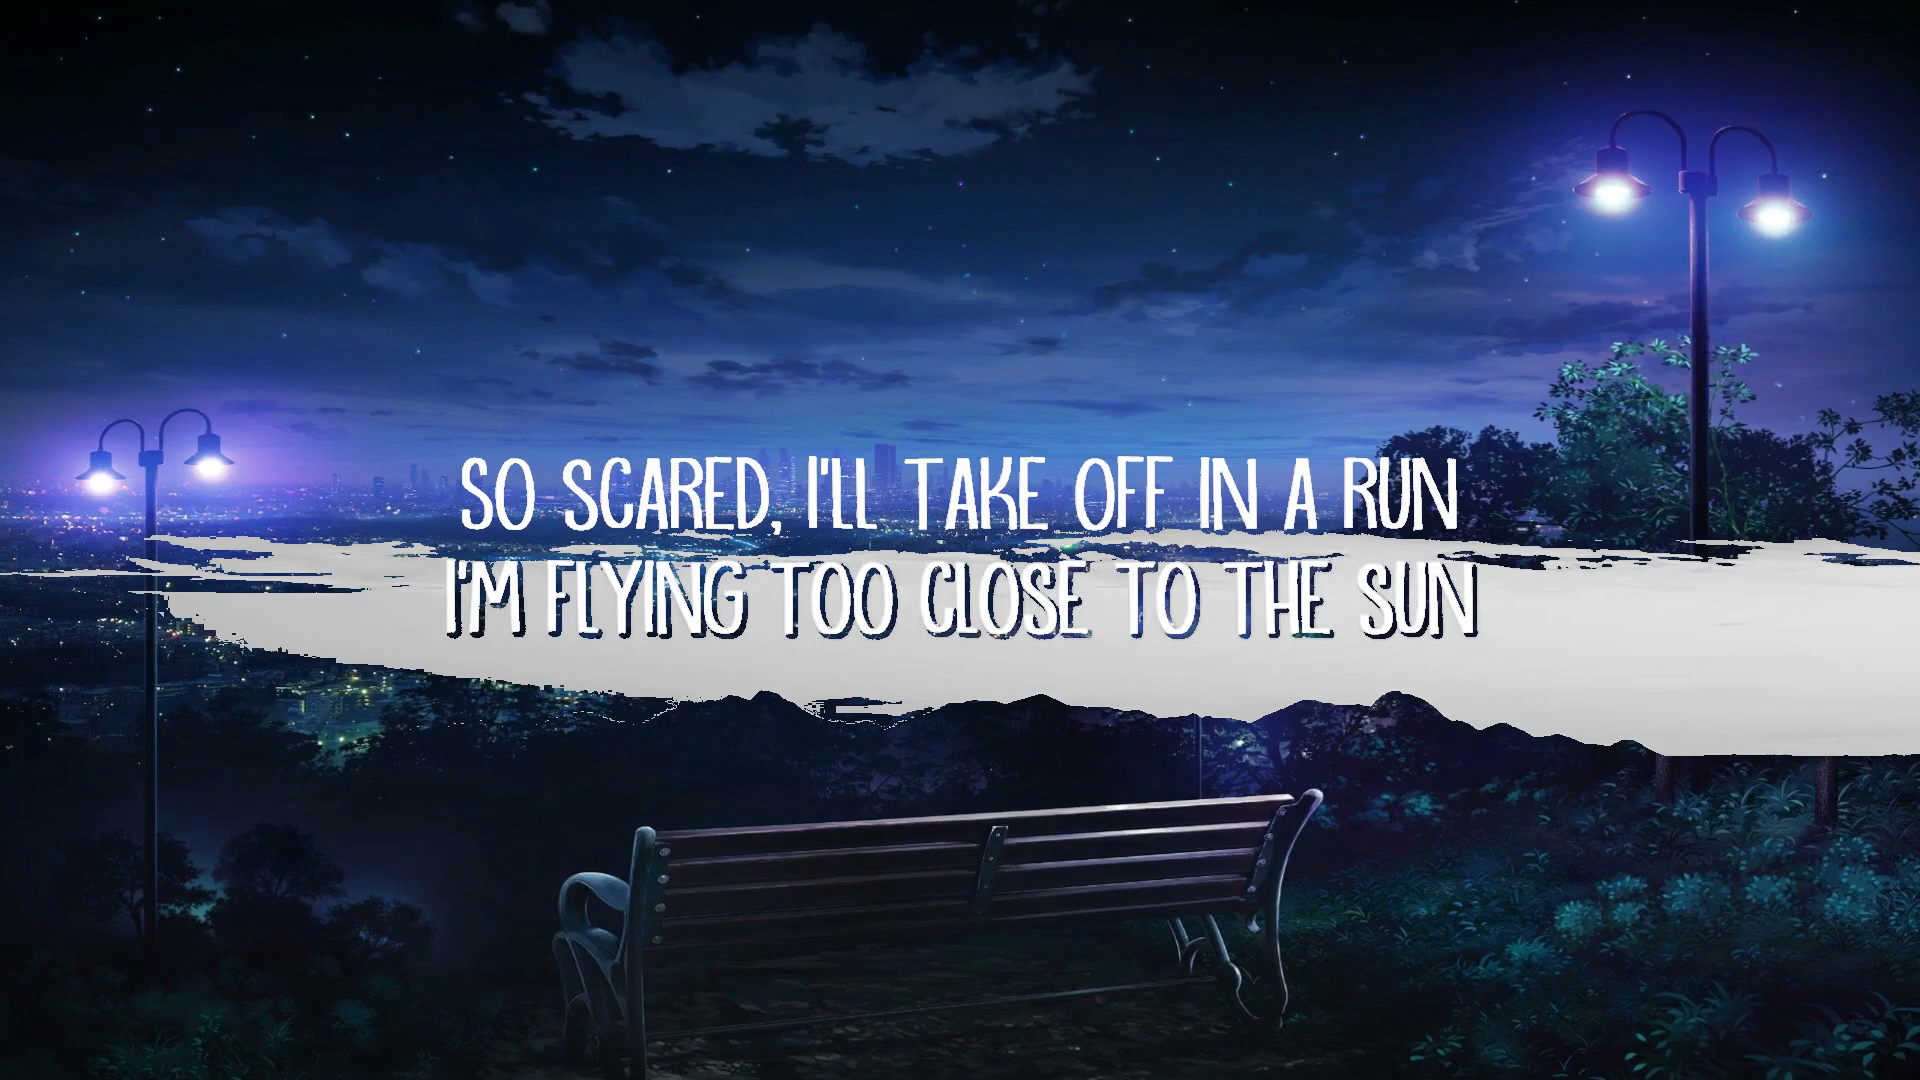 SO SCARED, I'LL TAKE OFF IN A RUN
I'M FLYING TOO CLOSE TO THE SUN